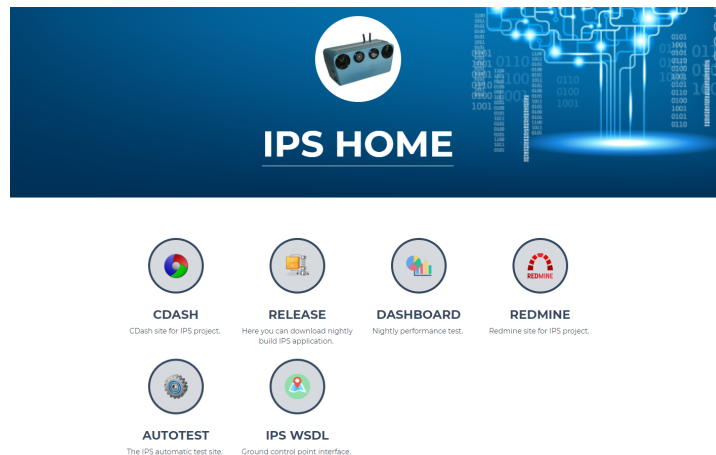 IPS HOME
CDASH
CDash site for IPS project.
RELEASE
Here you can download nightly
build IPS application.
DASHBOARD
Nightly performance test.
REDMINE
REDMINE
Redmine site for IPS project.
AUTOTEST
The IPS automatic test site.
IPS WSDL
Ground control point interface.